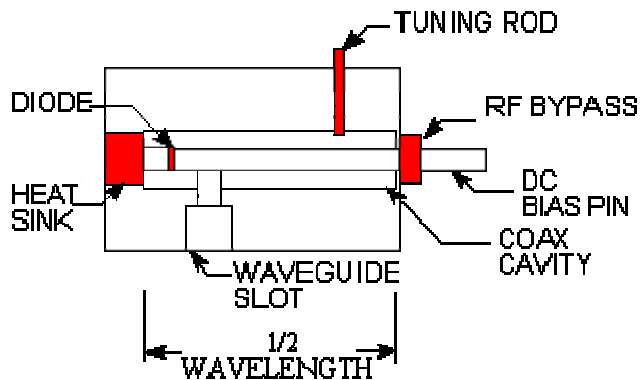 TUNING ROD
DIODE
RF BYPASS
HEAT
SINK
DC
BIAS PIN
COAX
CAVITY
WAVEGUIDE
SLOT
1/2
WAVELENGTH